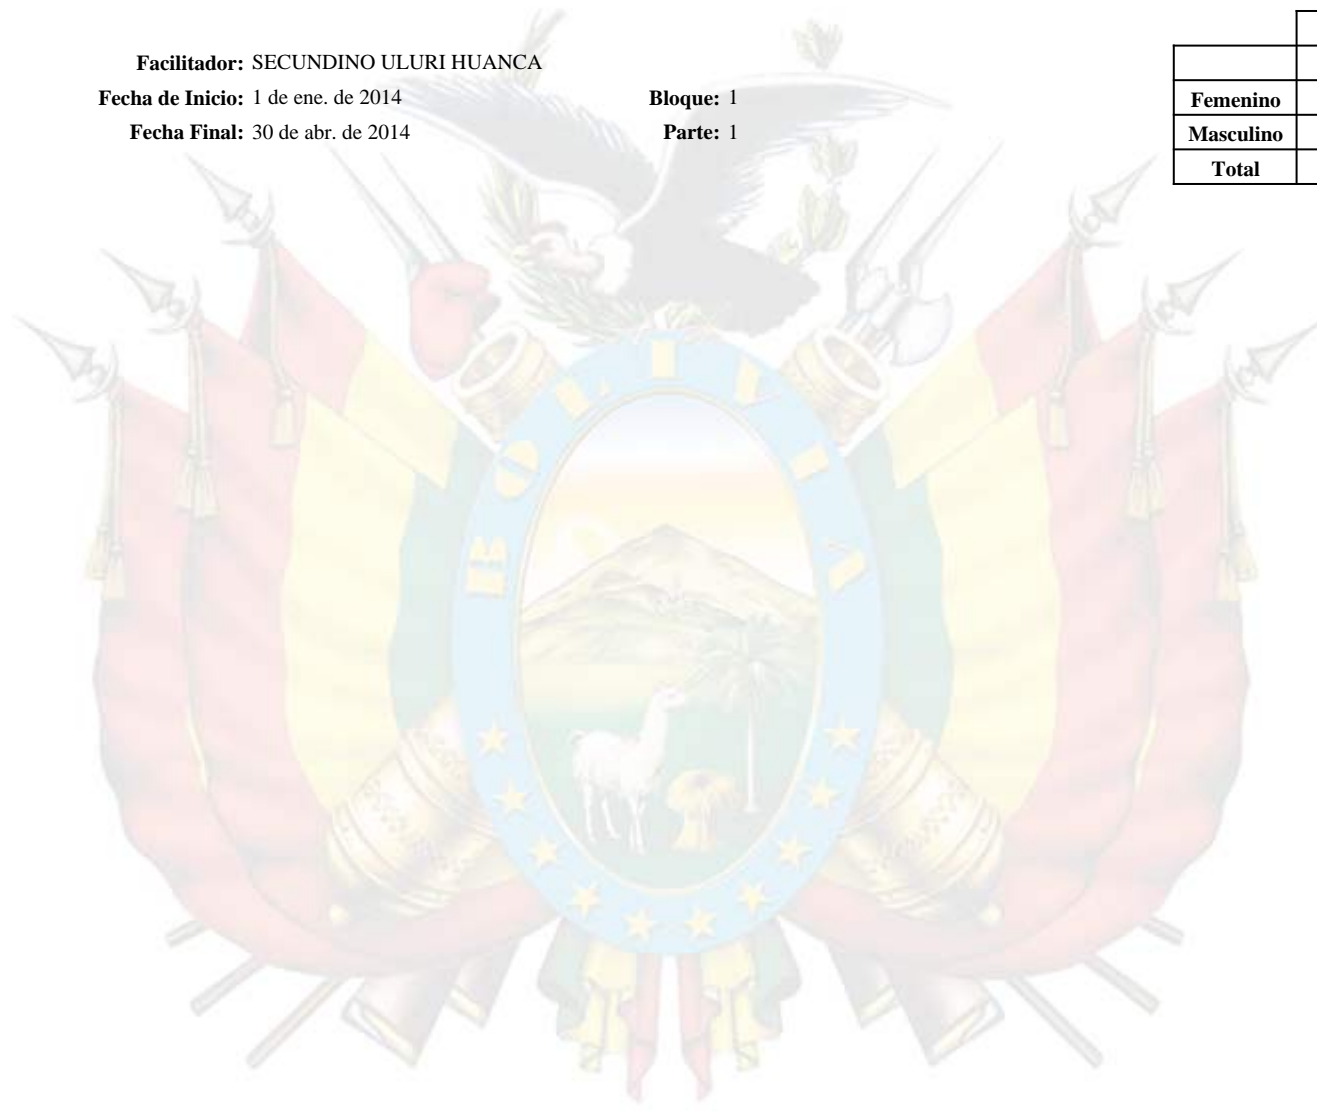 Facilitador: SECUNDINO ULURI HUANCA
Fecha de Inicio: 1 de ene. de 2014 Bloque: 1
Fecha Final: 30 de abr. de 2014 Parte: 1
Femenino
Masculino
Total
BOLIVIA